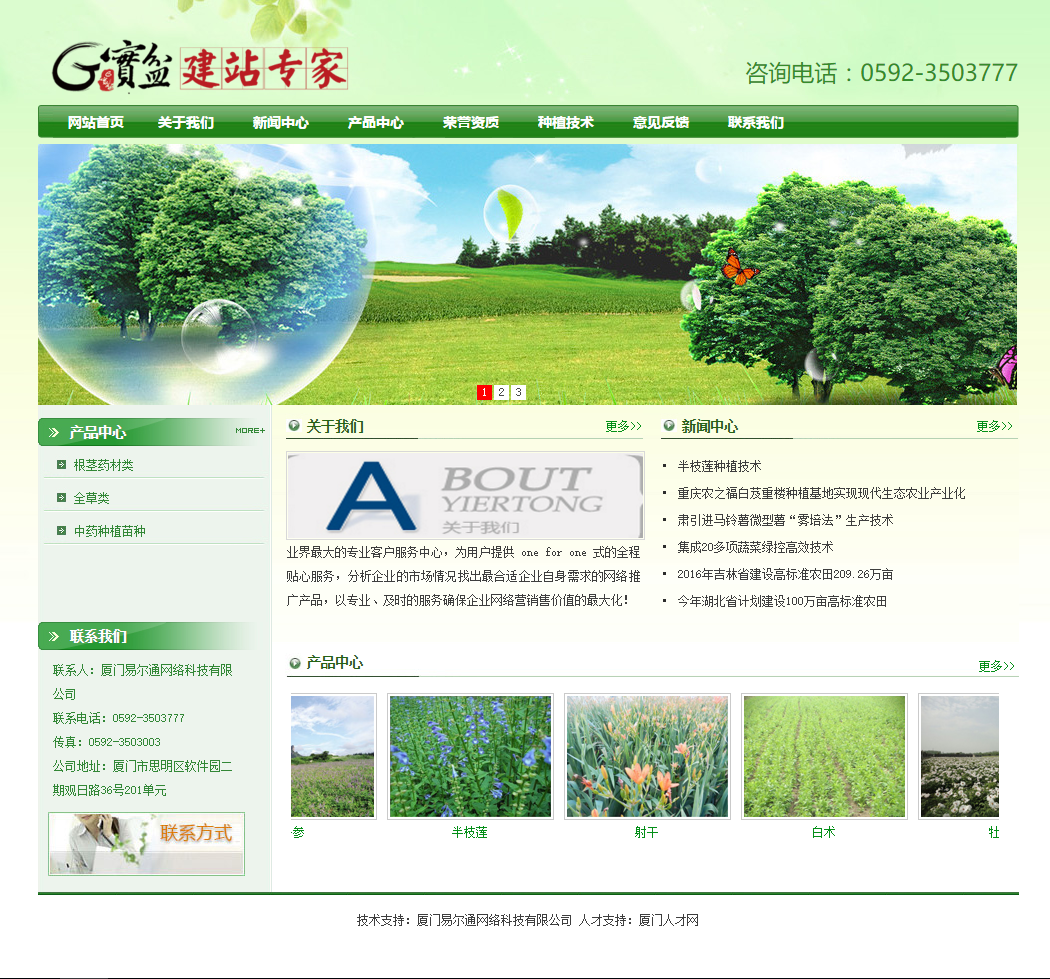 G寶盆 建站专家
咨询电话：0592-3503777
网站首页 关于我们 新闻中心 产品中心 荣誉资质 种植技术 意见反馈 联系我们
1 2 3
产品中心 MORE+
根茎药材类
全草类
中药种植苗种
联系我们
联系人：厦门易尔通网络科技有限
公司
联系电话：0592-3503777
传真：0592-3503003
公司地址：厦门市思明区软件园二
期观日路36号201单元
联系方式
关于我们 更多>>
ABOUT
YIERTONG
关于我们
业界最大的专业客户服务中心，为用户提供 one for one 式的全程
贴心服务，分析企业的市场情况找出最合适企业自身需求的网络推
广产品，以专业、及时的服务确保企业网络营销售价值的最大化！
新闻中心 更多>>
半枝莲种植技术
重庆农之福白芨重楼种植基地实现现代生态农业产业化
肃引进马铃薯微型薯“雾培法”生产技术
集成20多项蔬菜绿控高效技术
2016年吉林省建设高标准农田209.26万亩
今年湖北省计划建设100万亩高标准农田
产品中心 更多>>
参 半枝莲 射干 白术 牡
技术支持：厦门易尔通网络科技有限公司 人才支持：厦门人才网